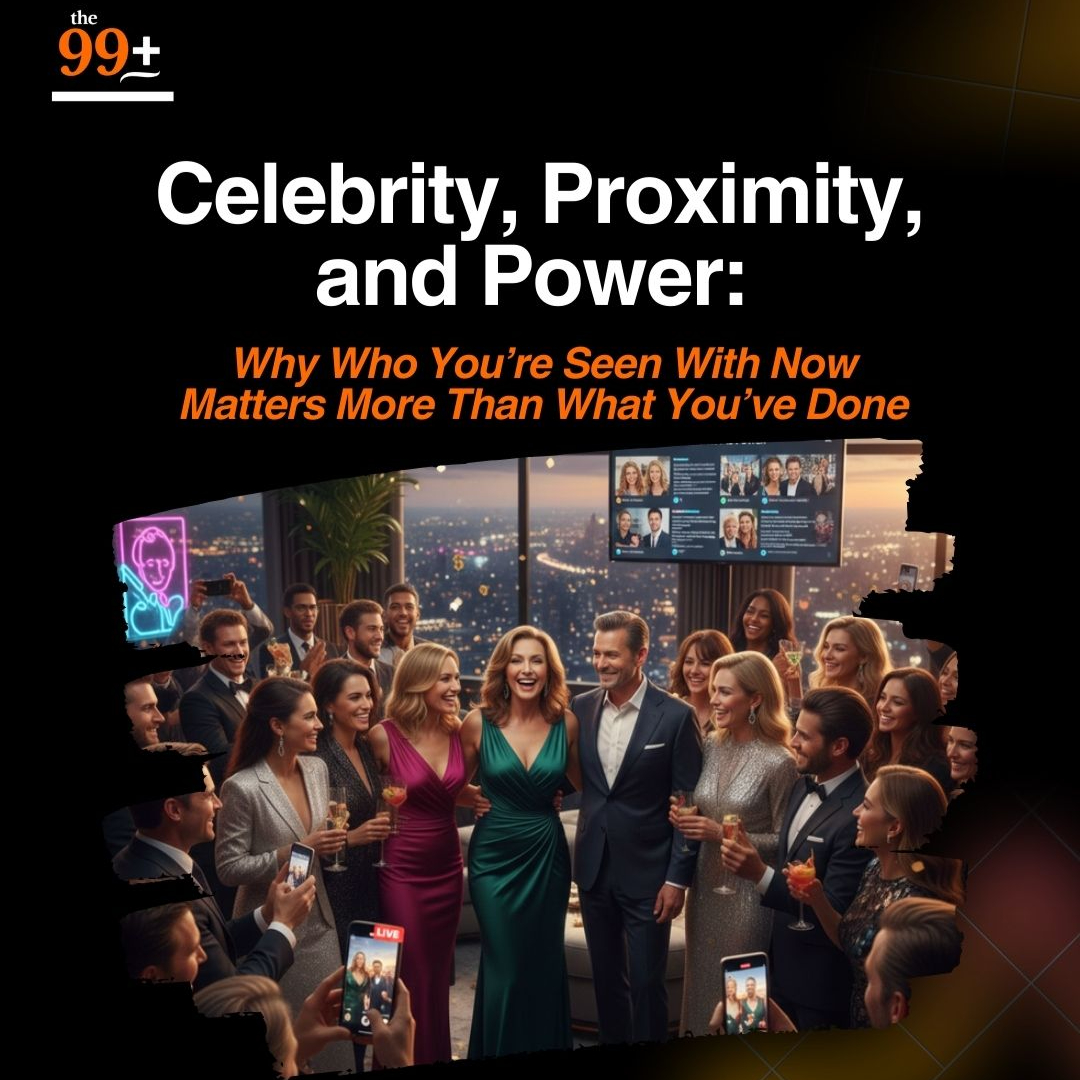 the
99+
Celebrity, Proximity,
and Power:
Why Who You’re Seen With Now
Matters More Than What You’ve Done
LIVE